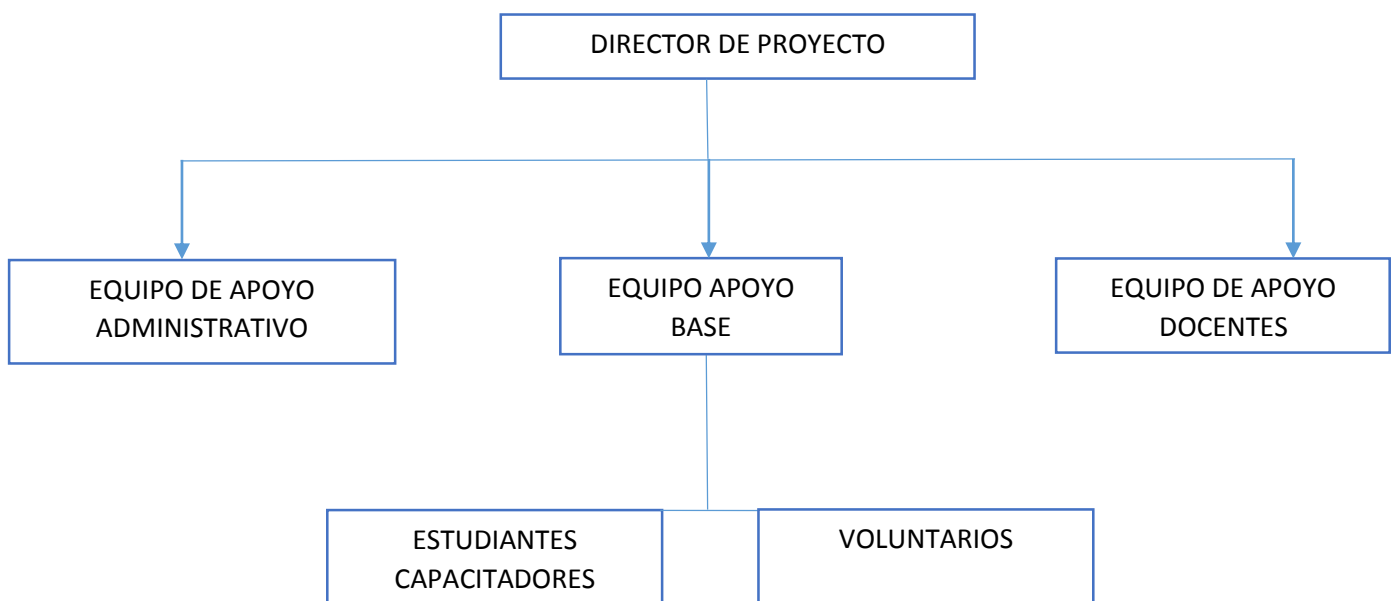 DIRECTOR DE PROYECTO
EQUIPO DE APOYO
ADMINISTRATIVO
EQUIPO APOYO
BASE
EQUIPO DE APOYO
DOCENTES
ESTUDIANTES
CAPACITADORES
VOLUNTARIOS